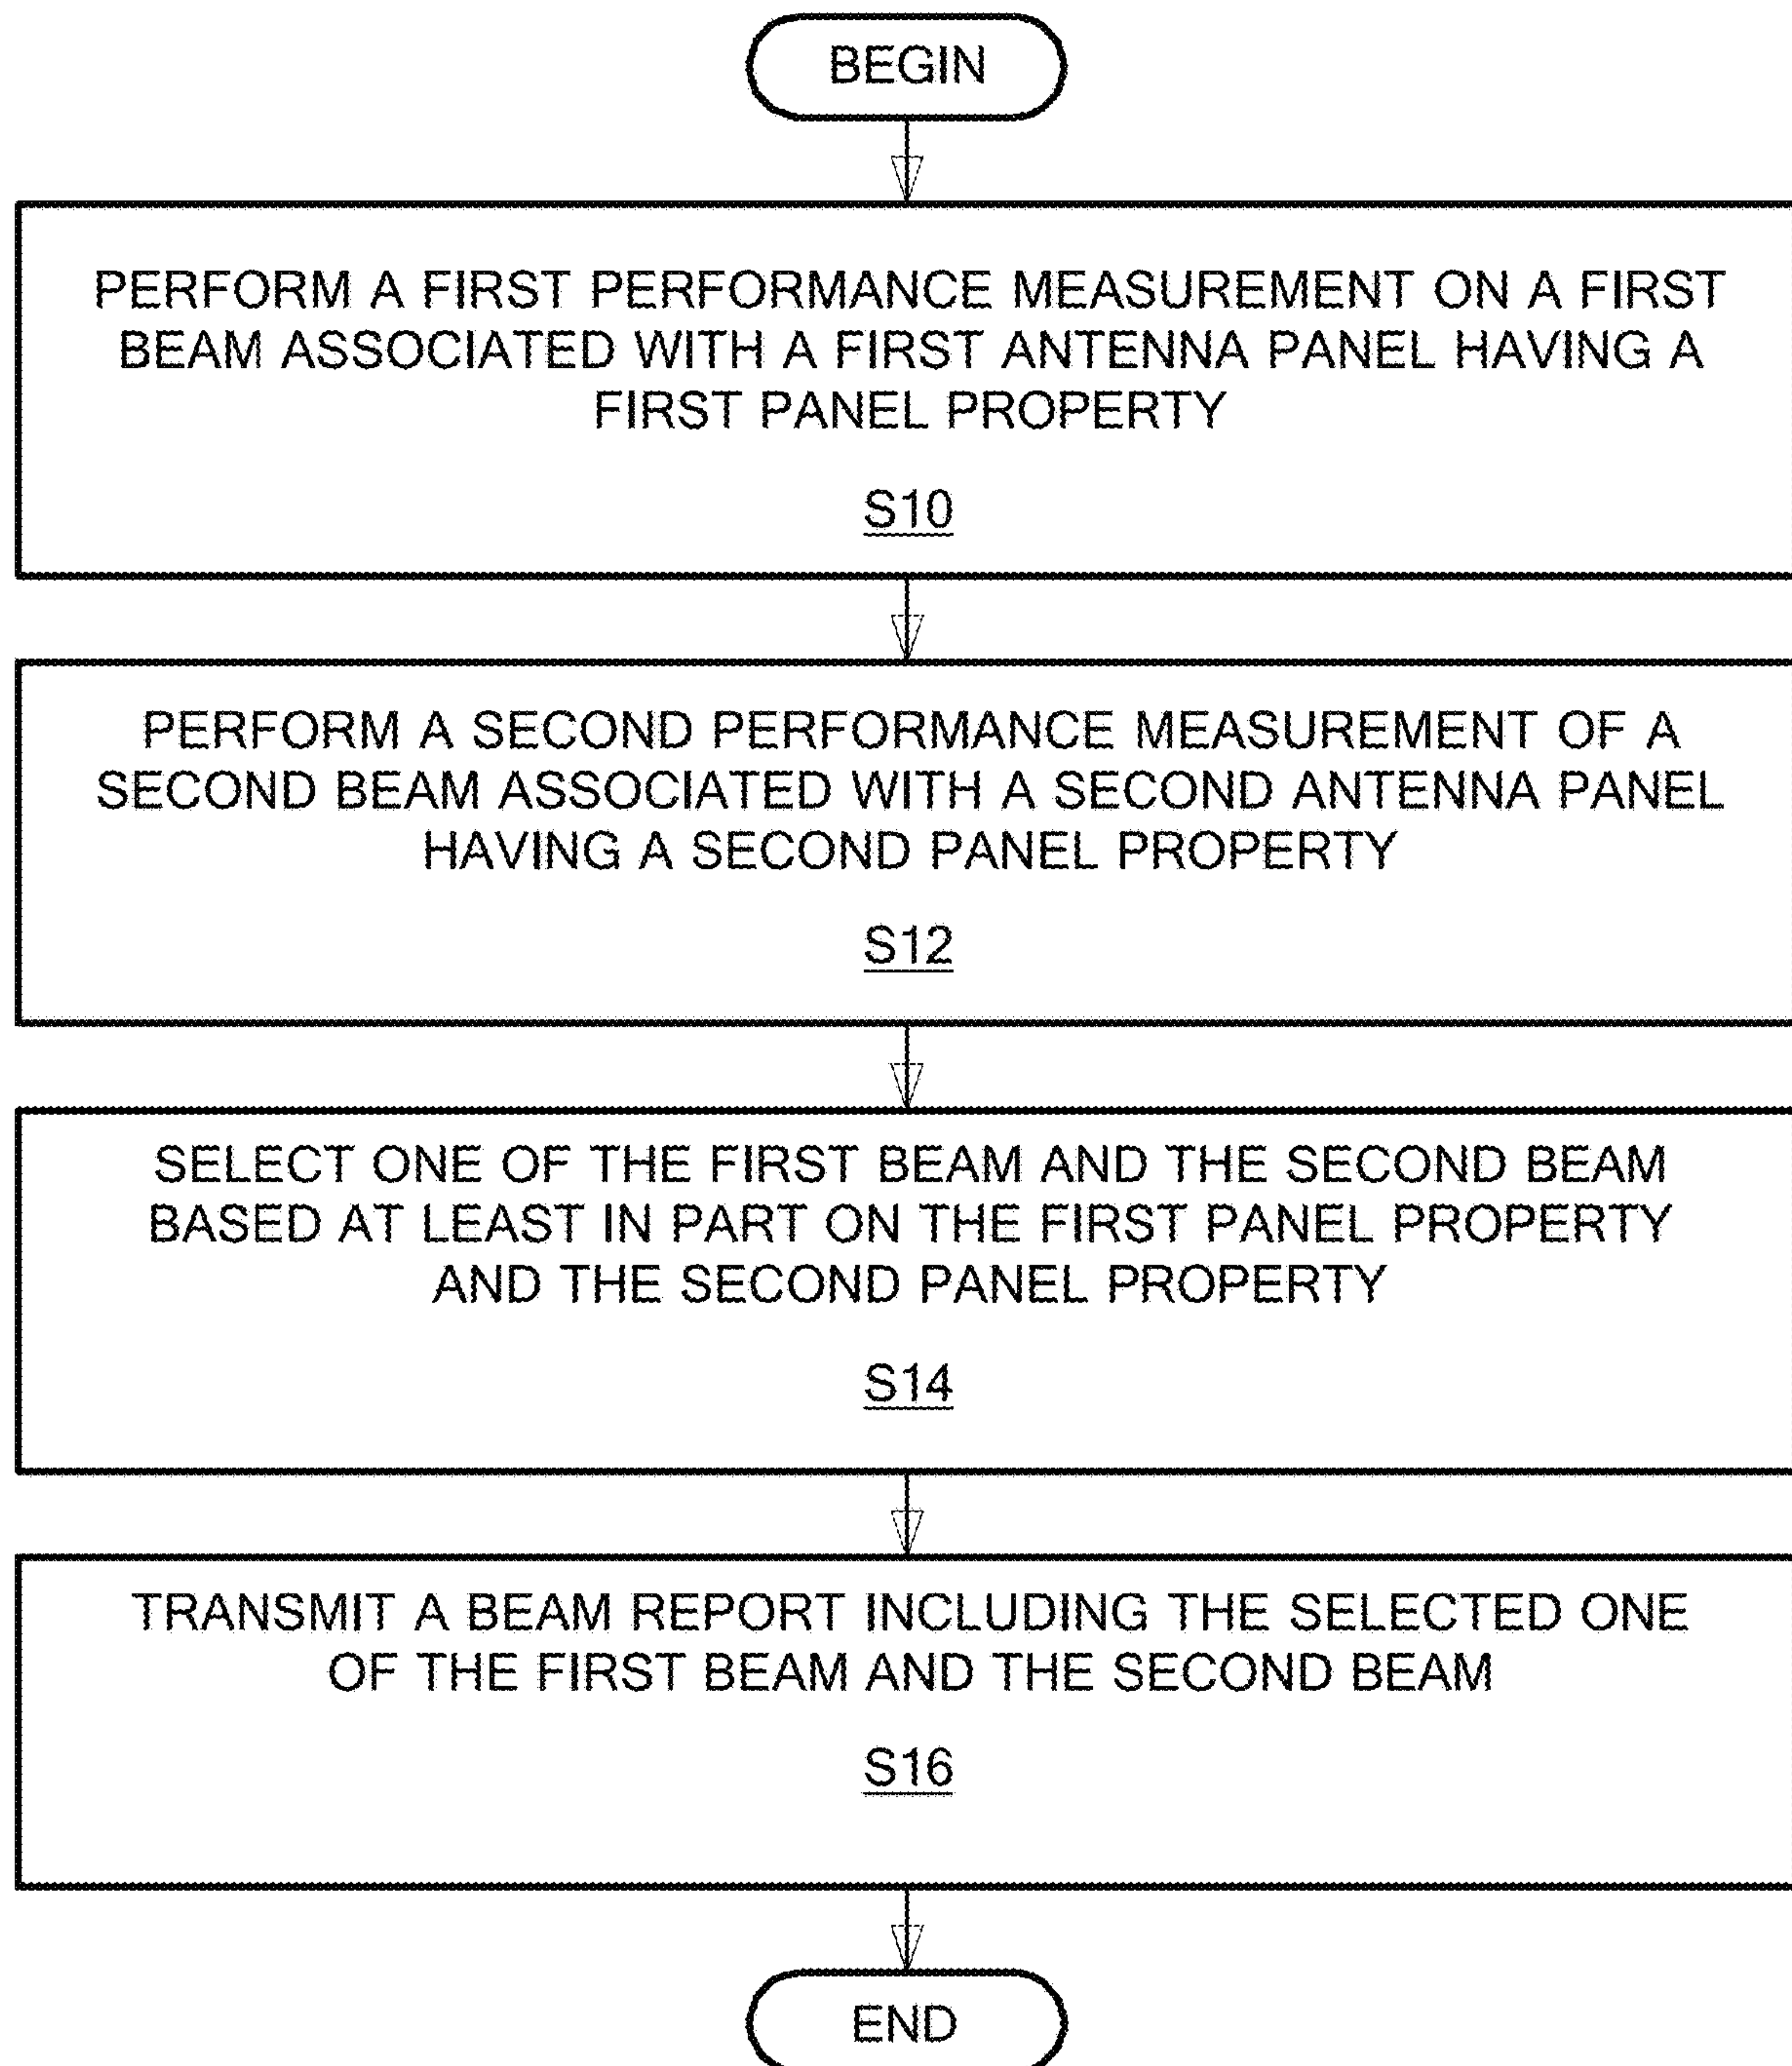 BEGIN
PERFORM A FIRST PERFORMANCE MEASUREMENT ON A FIRST
BEAM ASSOCIATED WITH A FIRST ANTENNA PANEL HAVING A
FIRST PANEL PROPERTY
S10
PERFORM A SECOND PERFORMANCE MEASUREMENT OF A
SECOND BEAM ASSOCIATED WITH A SECOND ANTENNA PANEL
HAVING A SECOND PANEL PROPERTY
S12
SELECT ONE OF THE FIRST BEAM AND THE SECOND BEAM
BASED AT LEAST IN PART ON THE FIRST PANEL PROPERTY
AND THE SECOND PANEL PROPERTY
S14
TRANSMIT A BEAM REPORT INCLUDING THE SELECTED ONE
OF THE FIRST BEAM AND THE SECOND BEAM
S16
END